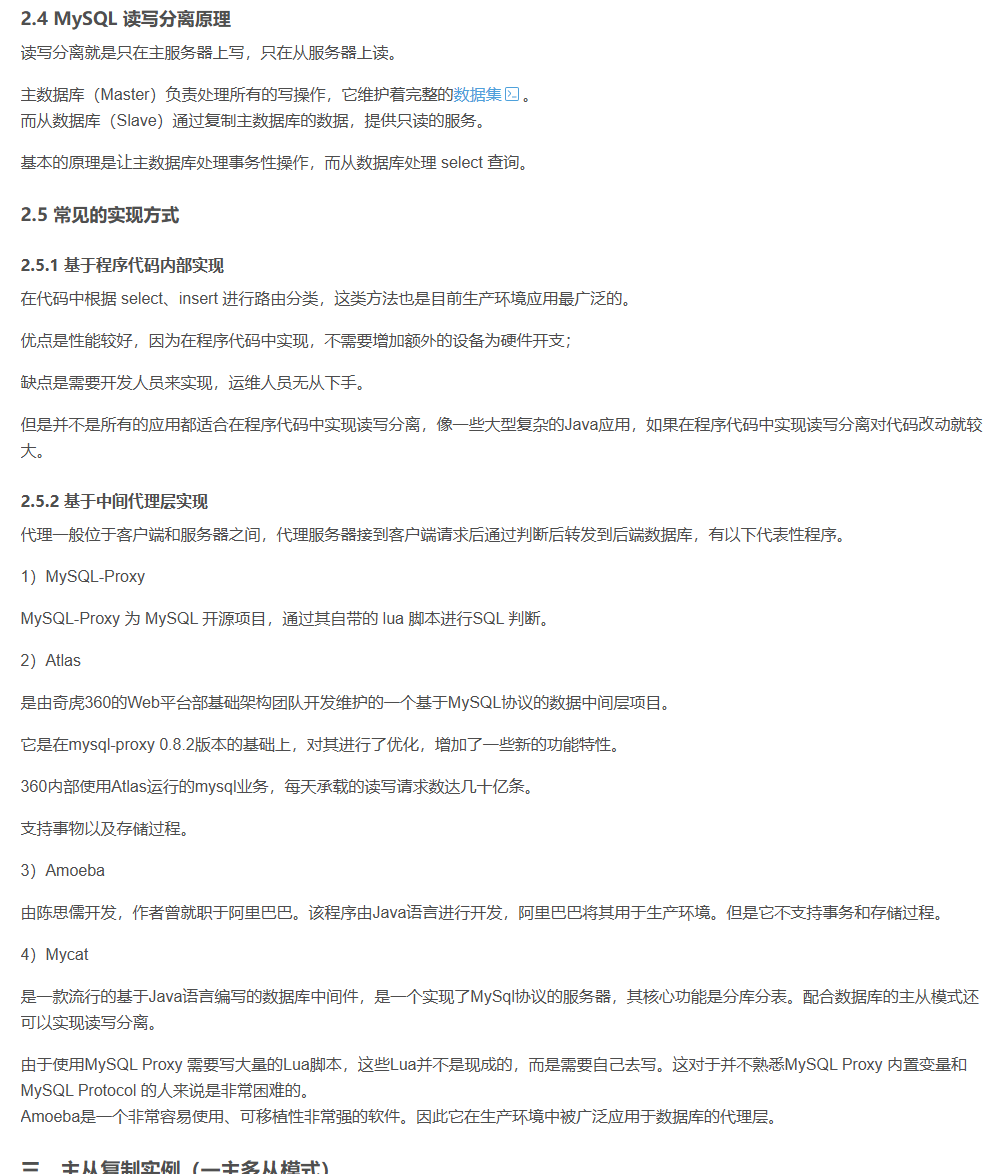 2.4 MySQL 读写分离原理
读写分离就是只在主服务器上写，只在从服务器上读。
主数据库（Master）负责处理所有的写操作，它维护着完整的数据集。
而从数据库（Slave）通过复制主数据库的数据，提供只读的服务。
基本的原理是让主数据库处理事务性操作，而从数据库处理 select 查询。
2.5 常见的实现方式
2.5.1 基于程序代码内部实现
在代码中根据 select、insert 进行路由分类，这类方法也是目前生产环境应用最广泛的。
优点是性能较好，因为在程序代码中实现，不需要增加额外的设备为硬件开支；
缺点是需要开发人员来实现，运维人员无从下手。
但是并不是所有的应用都适合在程序代码中实现读写分离，像一些大型复杂的Java应用，如果在程序代码中实现读写分离对代码改动就较
大。
2.5.2 基于中间代理层实现
代理一般位于客户端和服务器之间，代理服务器接到客户端请求后通过判断后转发到后端数据库，有以下代表性程序。
1）MySQL-Proxy
MySQL-Proxy 为 MySQL 开源项目，通过其自带的 lua 脚本进行SQL 判断。
2）Atlas
是由奇虎360的Web平台部基础架构团队开发维护的一个基于MySQL协议的数据中间层项目。
它是在mysql-proxy 0.8.2版本的基础上，对其进行了优化，增加了一些新的功能特性。
360内部使用Atlas运行的mysql业务，每天承载的读写请求数达几十亿条。
支持事物以及存储过程。
3）Amoeba
由陈思儒开发，作者曾就职于阿里巴巴。该程序由Java语言进行开发，阿里巴巴将其用于生产环境。但是它不支持事务和存储过程。
4）Mycat
是一款流行的基于Java语言编写的数据库中间件，是一个实现了MySql协议的服务器，其核心功能是分库分表。配合数据库的主从模式还
可以实现读写分离。
由于使用MySQL Proxy 需要写大量的Lua脚本，这些Lua并不是现成的，而是需要自己去写。这对于并不熟悉MySQL Proxy 内置变量和
MySQL Protocol 的人来说是非常困难的。
Amoeba是一个非常容易使用、可移植性非常强的软件。因此它在生产环境中被广泛应用于数据库的代理层。
三、主从复制实例（一主多从模式）